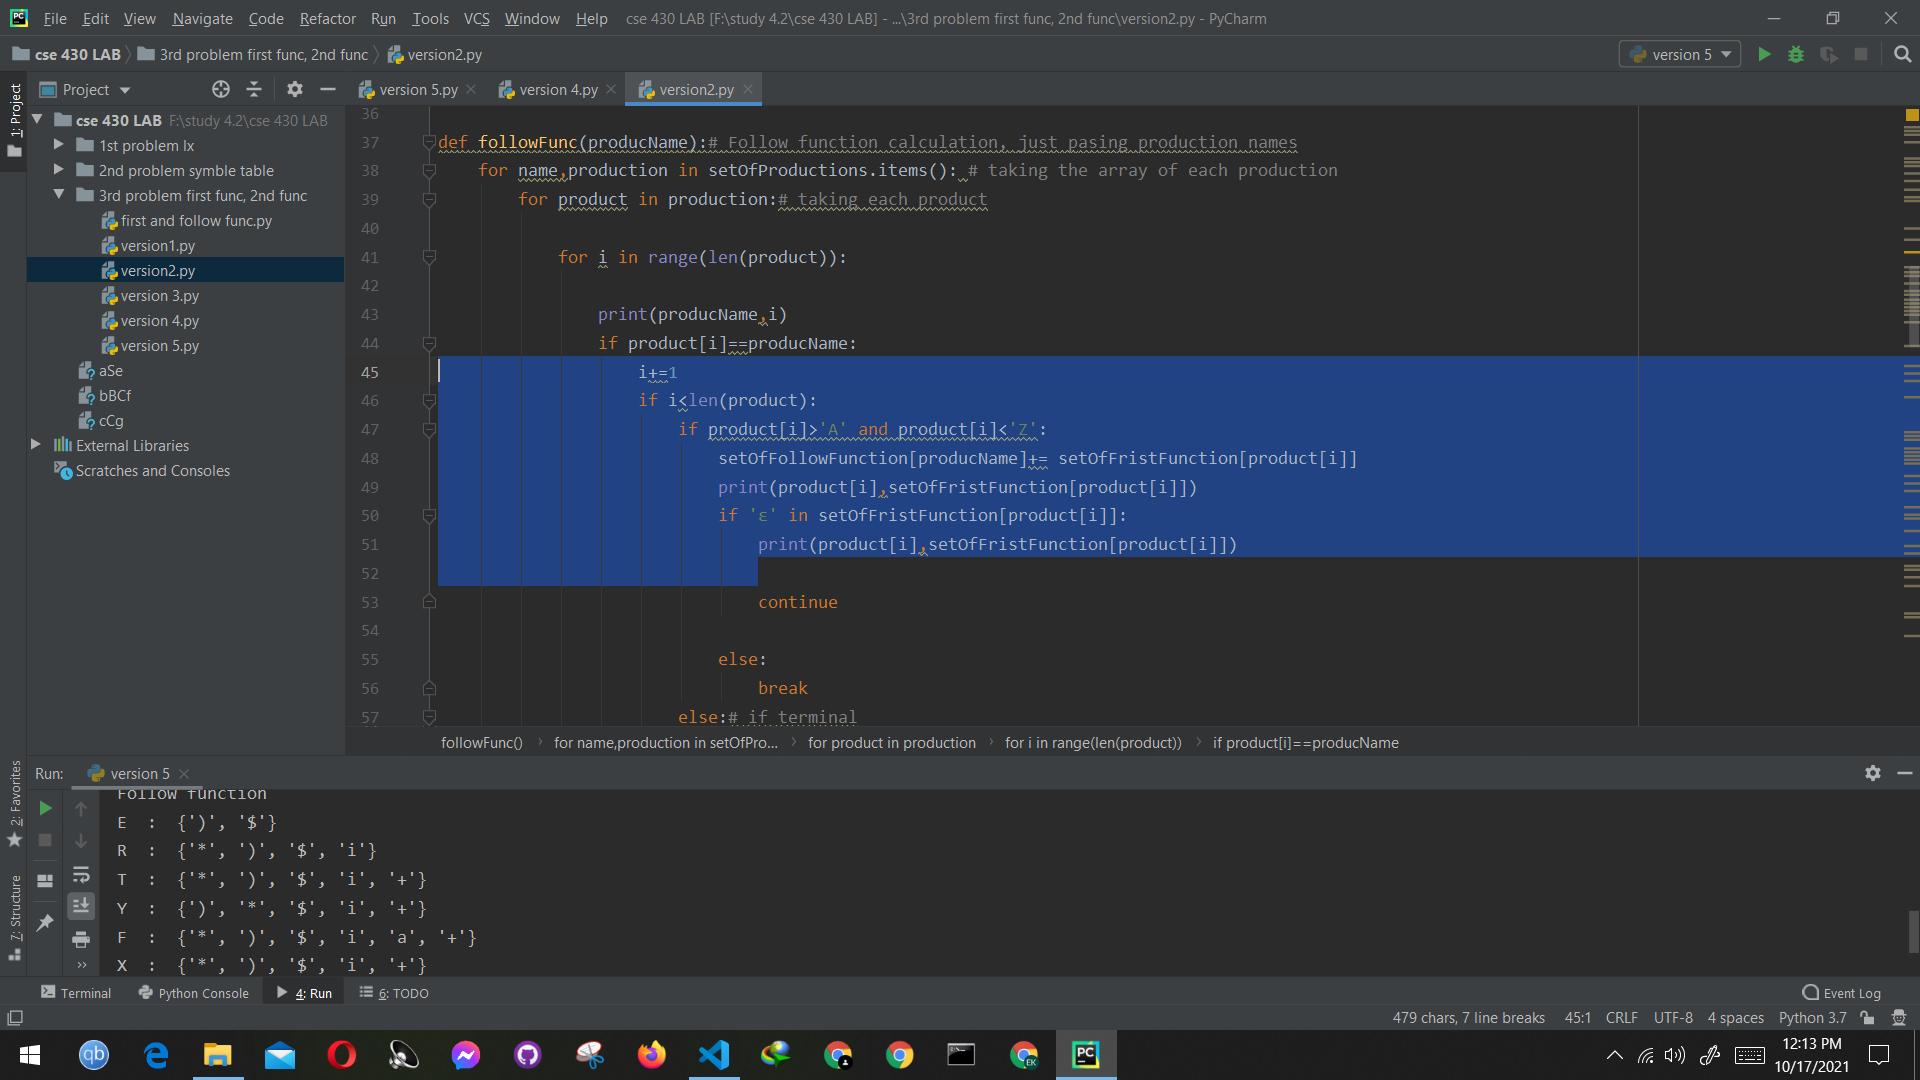 File Edit View Navigate Code Refactor Run Tools VCS Window Help cse 430 LAB [F:\study 4.2\cse 430 LAB] - ...\3rd problem first func, 2nd func\version2.py - PyCharm
cse 430 LAB 3rd problem first func, 2nd func version2.py version 5
Project version 5.py version 4.py version2.py
1: Project
cse 430 LAB F:\study 4.2\cse 430 LAB
1st problem lx
2nd problem symble table
3rd problem first func, 2nd func
first and follow func.py
version1.py
version2.py
version 3.py
version 4.py
version 5.py
aSe
bBCf
cCg
External Libraries
Scratches and Consoles
36
37 def followFunc(producName):# Follow function calculation, just pasing production names
38 for name,production in setOfProductions.items(): # taking the array of each production
39 for product in production:# taking each product
40
41 for i in range(len(product)):
42
43 print(producName,i)
44 if product[i]==producName:
45 i+=1
46 if i<len(product):
47 if product[i]>'A' and product[i]<'Z':
48 setOfFollowFunction[producName]+= setOfFristFunction[product[i]]
49 print(product[i],setOfFristFunction[product[i]])
50 if 'ε' in setOfFristFunction[product[i]]:
51 print(product[i],setOfFristFunction[product[i]])
52
53 continue
54
55 else:
56 break
57 else:# if terminal
followFunc() for name,production in setOfPro... for product in production for i in range(len(product)) if product[i]==producName
2: Favorites
7: Structure
Run: version 5
Follow function
E : {')', '$'}
R : {'*', ')', '$', 'i'}
T : {'*', ')', '$', 'i', '+'}
Y : {')', '*', '$', 'i', '+'}
F : {'*', ')', '$', 'i', 'a', '+'}
X : {'*', ')', '$', 'i', '+'}
Terminal Python Console 4: Run 6: TODO Event Log
479 chars, 7 line breaks 45:1 CRLF UTF-8 4 spaces Python 3.7
qb EK PC
12:13 PM
10/17/2021